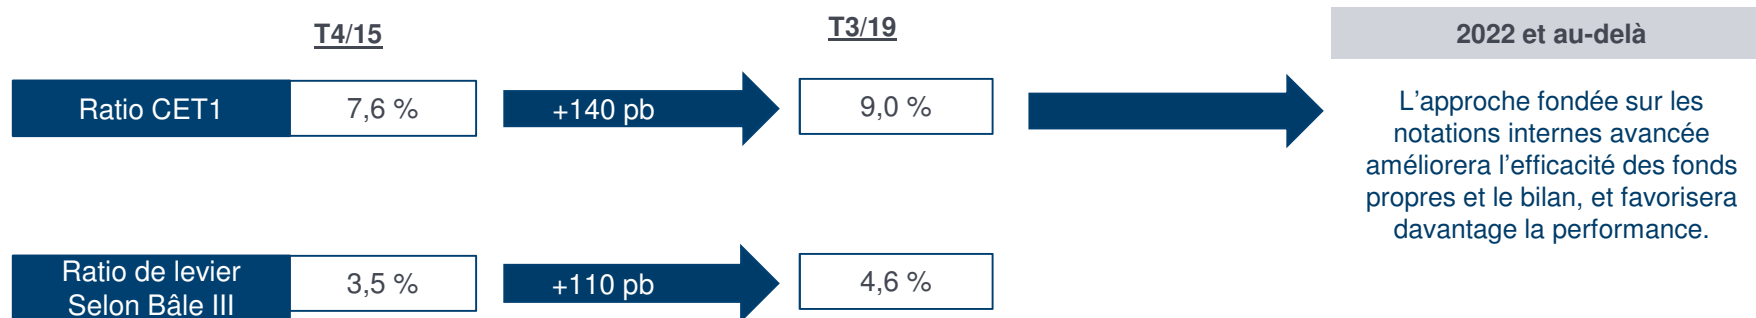 T4/15
T3/19
2022 et au-delà
Ratio CET1
7,6 %
+140 pb
9,0 %
L'approche fondée sur les
notations internes avancée
améliorera l'efficacité des fonds
propres et le bilan, et favorisera
davantage la performance.
Ratio de levier
Selon Bâle III
3,5 %
+110 pb
4,6 %